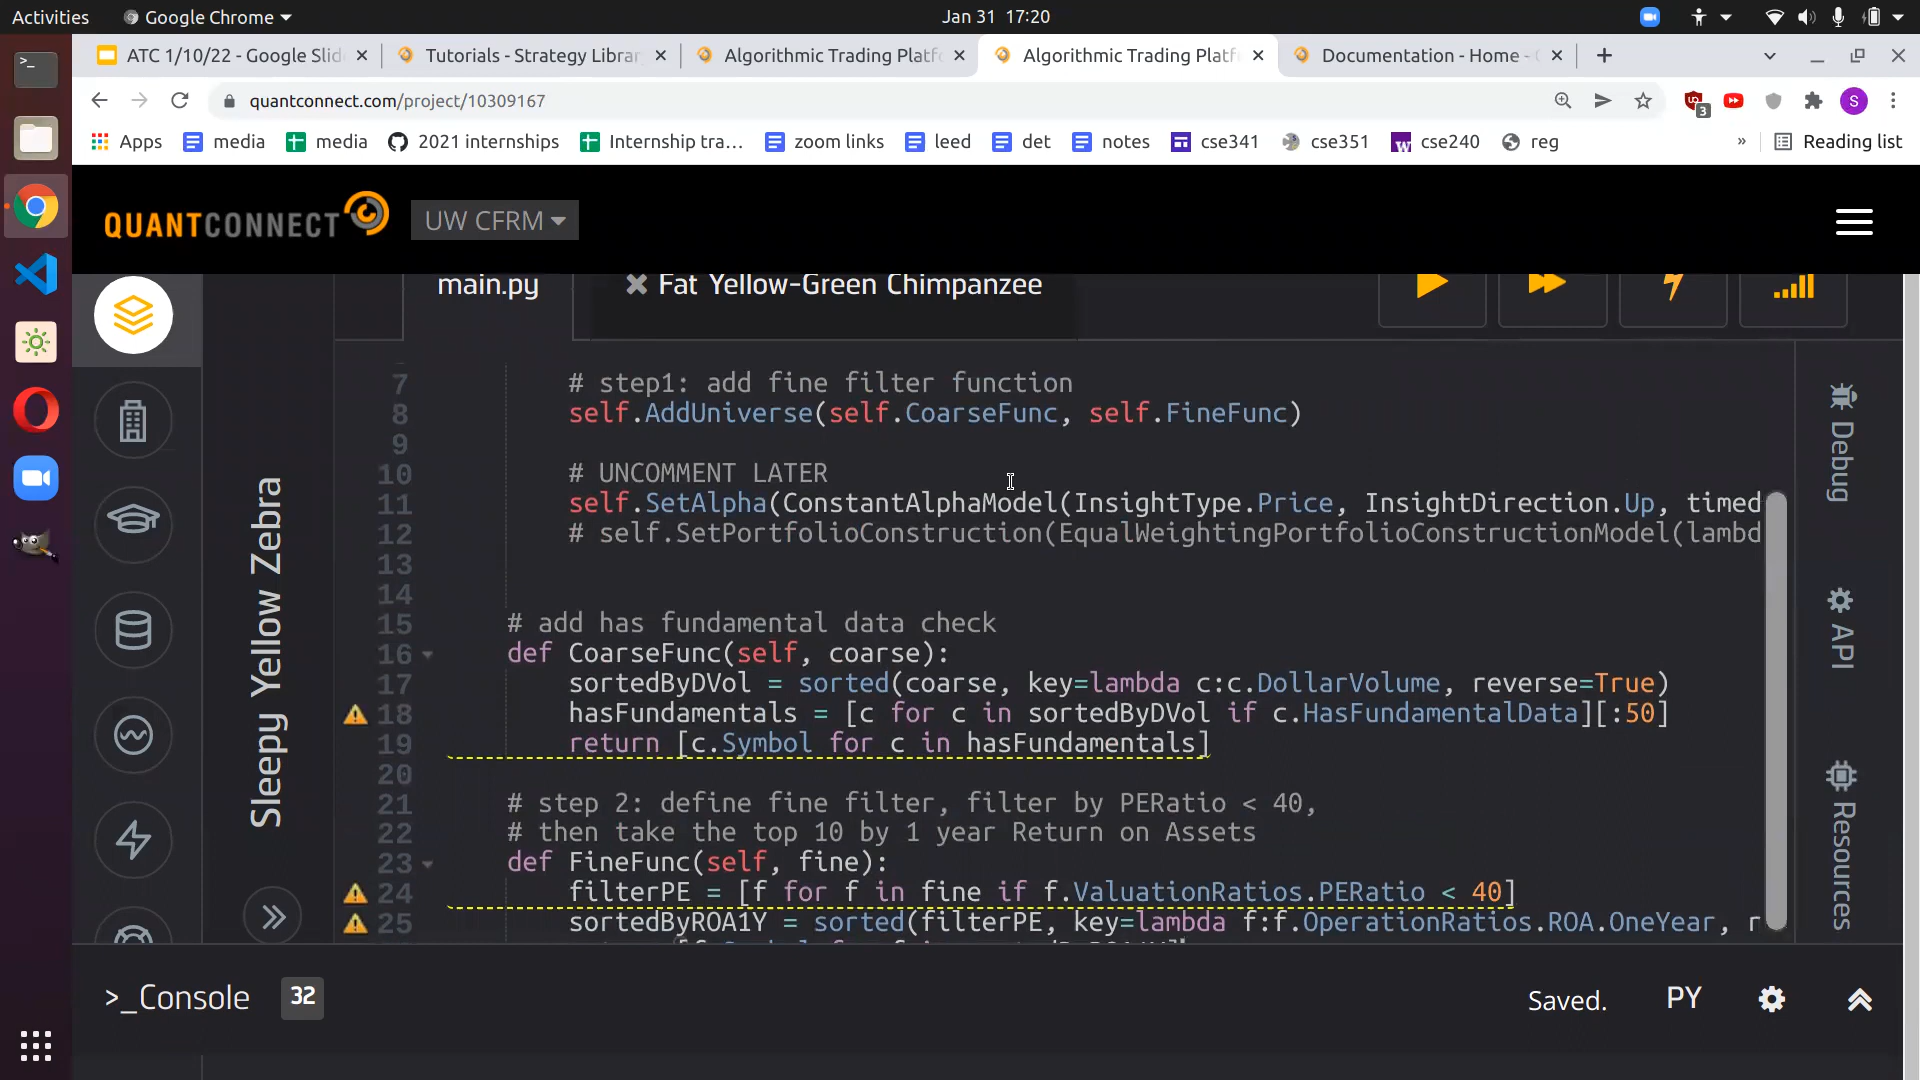 Activities
Google Chrome
Jan 31 17:20
ATC 1/10/22 - Google Slid
Tutorials - Strategy Librar
Algorithmic Trading Platf
Algorithmic Trading Platf
Documentation - Home -
quantconnect.com/project/10309167
3
S
Apps
media
media
2021 internships
Internship tra...
zoom links
leed
det
notes
cse341
cse351
cse240
reg
»
Reading list
QUANTCONNECT
UW CFRM
main.py
Fat Yellow-Green Chimpanzee
Sleepy Yellow Zebra
7 # step1: add fine filter function
8 self.AddUniverse(self.CoarseFunc, self.FineFunc)
9
10 # UNCOMMENT LATER
11 self.SetAlpha(ConstantAlphaModel(InsightType.Price, InsightDirection.Up, timed
12 # self.SetPortfolioConstruction(EqualWeightingPortfolioConstructionModel(lambd
13
14
15 # add has fundamental data check
16 def CoarseFunc(self, coarse):
17 sortedByDVol = sorted(coarse, key=lambda c:c.DollarVolume, reverse=True)
18 hasFundamentals = [c for c in sortedByDVol if c.HasFundamentalData][:50]
19 return [c.Symbol for c in hasFundamentals]
20
21 # step 2: define fine filter, filter by PERatio < 40,
22 # then take the top 10 by 1 year Return on Assets
23 def FineFunc(self, fine):
24 filterPE = [f for f in fine if f.ValuationRatios.PERatio < 40]
25 sortedByROA1Y = sorted(filterPE, key=lambda f:f.OperationRatios.ROA.OneYear, r
Debug
API
Resources
>_Console 32
Saved.
PY